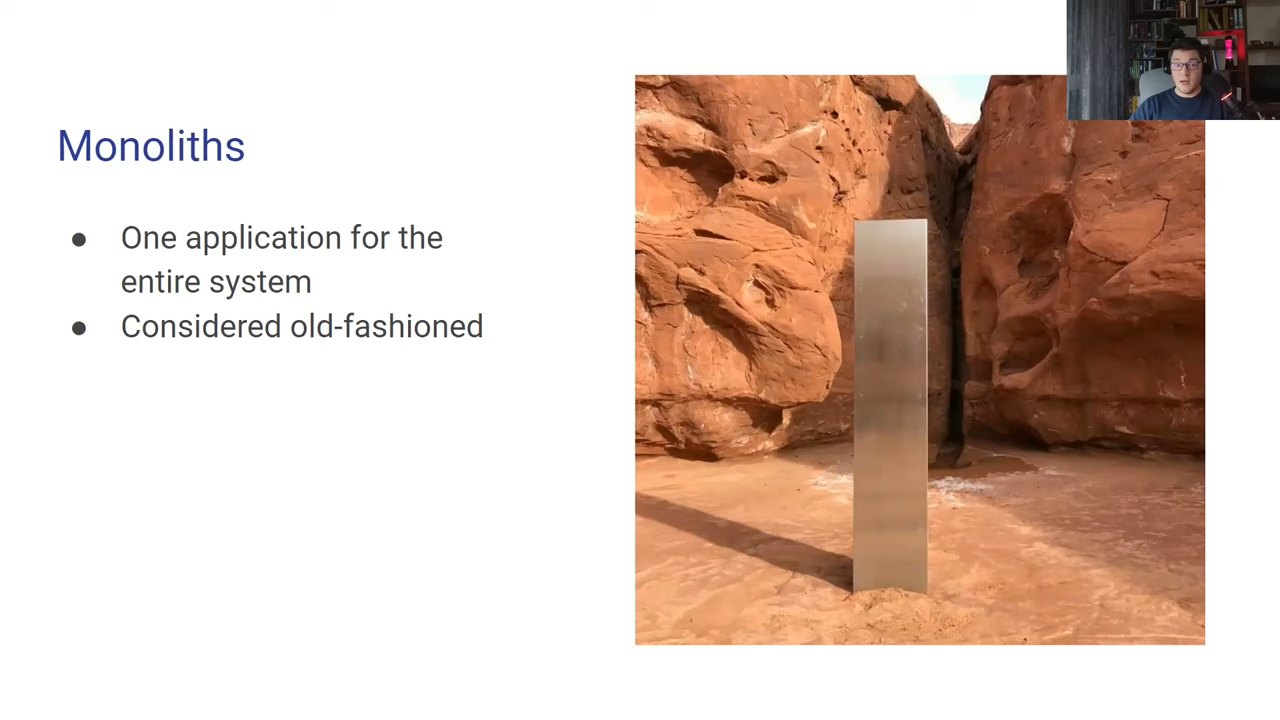 Monoliths
● One application for the
entire system
● Considered old-fashioned